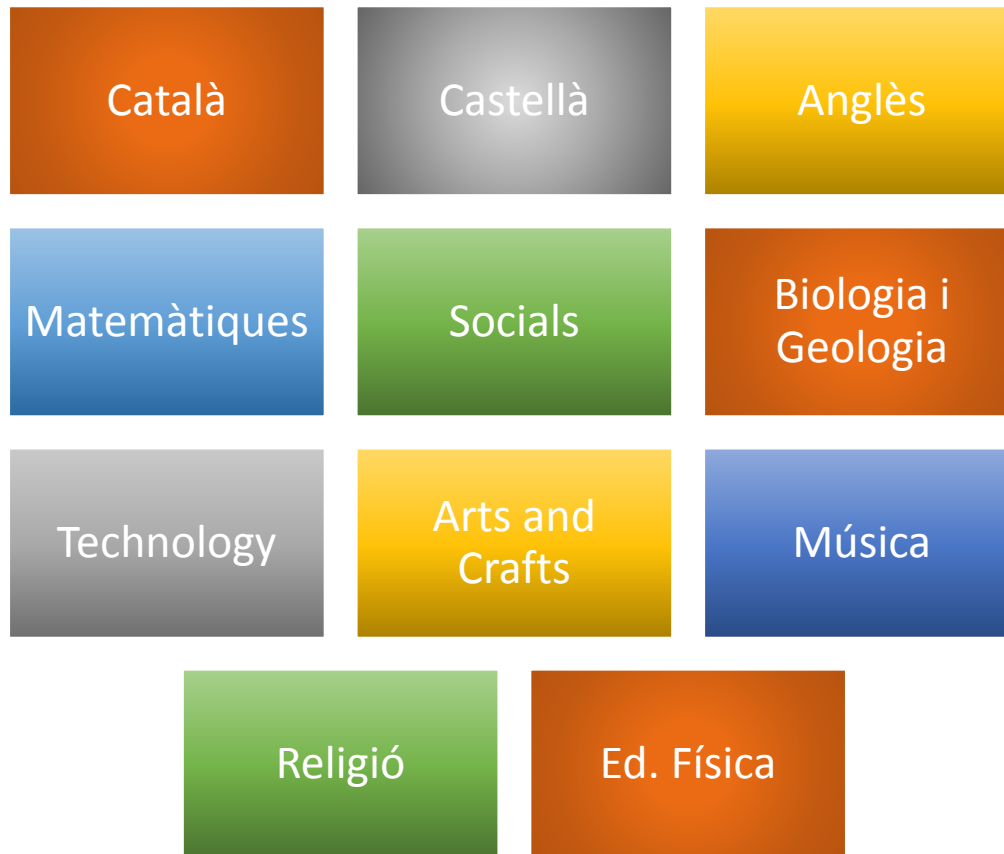 Català
Castellà
Anglès
Matemàtiques
Socials
Biologia i
Geologia
Technology
Arts and
Crafts
Música
Religió
Ed. Física